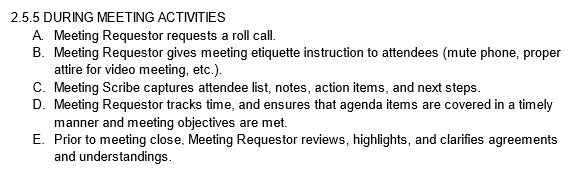 2.5.5 DURING MEETING ACTIVITIES
A. Meeting Requestor requests a roll call.
B. Meeting Requestor gives meeting etiquette instruction to attendees (mute phone, proper
attire for video meeting, etc.).
C. Meeting Scribe captures attendee list, notes, action items, and next steps.
D. Meeting Requestor tracks time, and ensures that agenda items are covered in a timely
manner and meeting objectives are met.
E. Prior to meeting close, Meeting Requestor reviews, highlights, and clarifies agreements
and understandings.